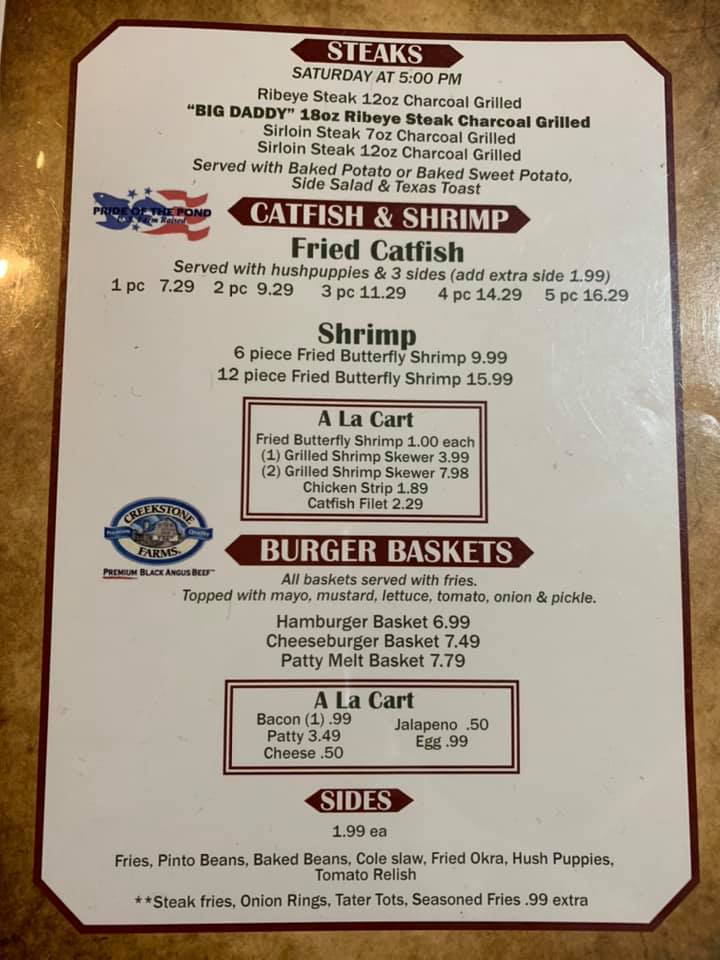 STEAKS
SATURDAY AT 5:00 PM
Ribeye Steak 12oz Charcoal Grilled
"BIG DADDY" 18oz Ribeye Steak Charcoal Grilled
Sirloin Steak 7oz Charcoal Grilled
Sirloin Steak 12oz Charcoal Grilled
Served with Baked Potato or Baked Sweet Potato,
Side Salad & Texas Toast
PRIDE OF THE POND
U.S. Farm Raised
CATFISH & SHRIMP
Fried Catfish
Served with hushpuppies & 3 sides (add extra side 1.99)
1 pc 7.29 2 pc 9.29 3 pc 11.29 4 pc 14.29 5 pc 16.29
Shrimp
6 piece Fried Butterfly Shrimp 9.99
12 piece Fried Butterfly Shrimp 15.99
A La Cart
Fried Butterfly Shrimp 1.00 each
(1) Grilled Shrimp Skewer 3.99
(2) Grilled Shrimp Skewer 7.98
Chicken Strip 1.89
Catfish Filet 2.29
CREEKSTONE
Premium Quality
FARMS.
PREMIUM BLACK ANGUS BEEF™
BURGER BASKETS
All baskets served with fries.
Topped with mayo, mustard, lettuce, tomato, onion & pickle.
Hamburger Basket 6.99
Cheeseburger Basket 7.49
Patty Melt Basket 7.79
A La Cart
Bacon (1) .99
Patty 3.49
Cheese .50
Jalapeno .50
Egg .99
SIDES
1.99 ea
Fries, Pinto Beans, Baked Beans, Cole slaw, Fried Okra, Hush Puppies,
Tomato Relish
**Steak fries, Onion Rings, Tater Tots, Seasoned Fries .99 extra